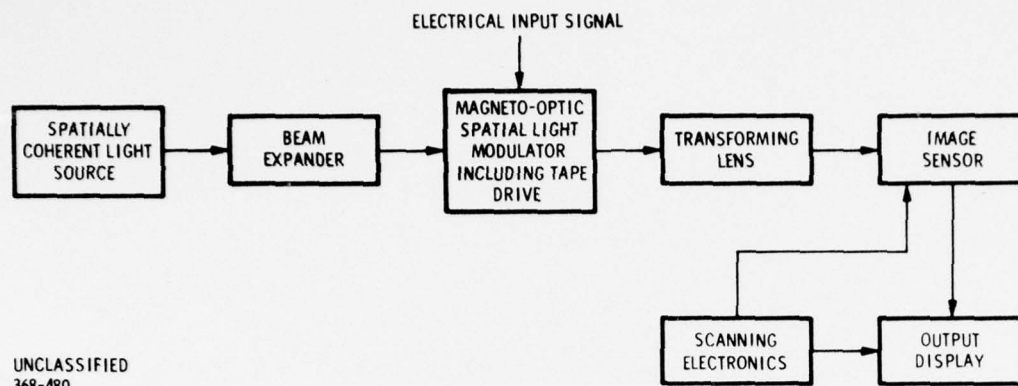 ELECTRICAL INPUT SIGNAL
SPATIALLY
COHERENT LIGHT
SOURCE
BEAM
EXPANDER
MAGNETO-OPTIC
SPATIAL LIGHT
MODULATOR
INCLUDING TAPE
DRIVE
TRANSFORMING
LENS
IMAGE
SENSOR
SCANNING
ELECTRONICS
OUTPUT
DISPLAY
UNCLASSIFIED
368-480